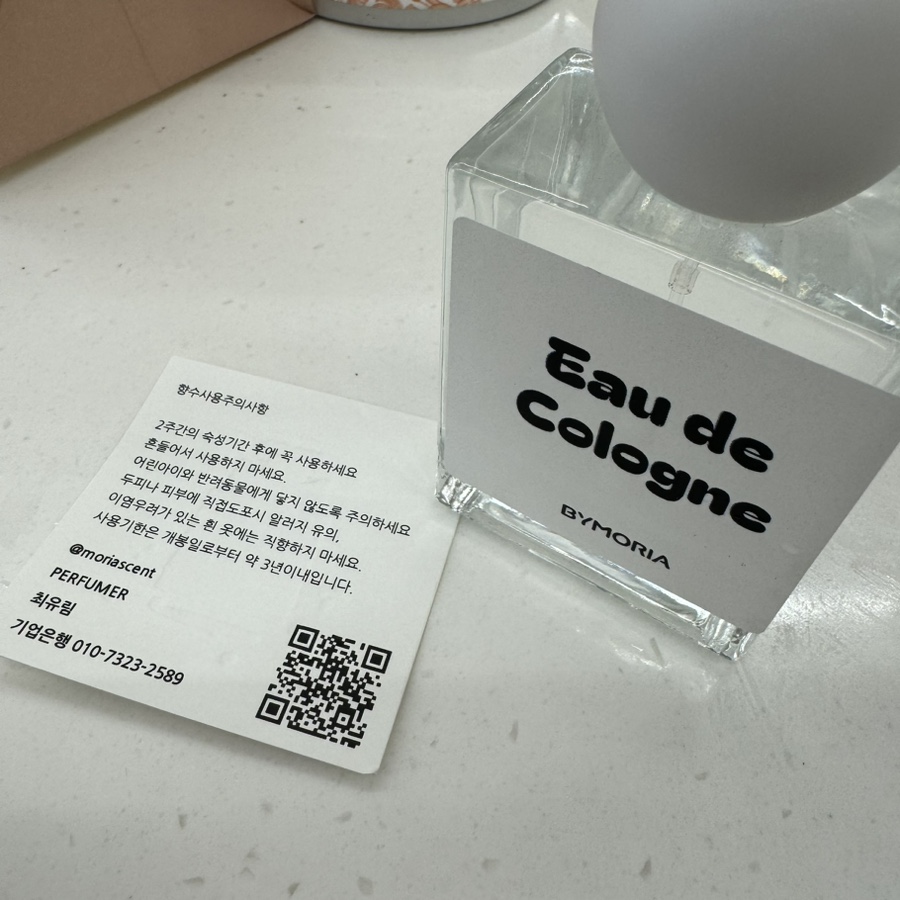 향수사용주의사항
2주간의 숙성기간 후에 꼭 사용하세요
흔들어서 사용하지 마세요.
어린아이와 반려동물에게 닿지 않도록 주의하세요
두피나 피부에 직접도포시 알러지 유의,
이염우려가 있는 흰 옷에는 직향하지 마세요.
사용기한은 개봉일로부터 약 3년이내입니다.
@moriascent
PERFUMER
최유림
기업은행 010-7323-2589
Eau de
Cologne
BYMORIA